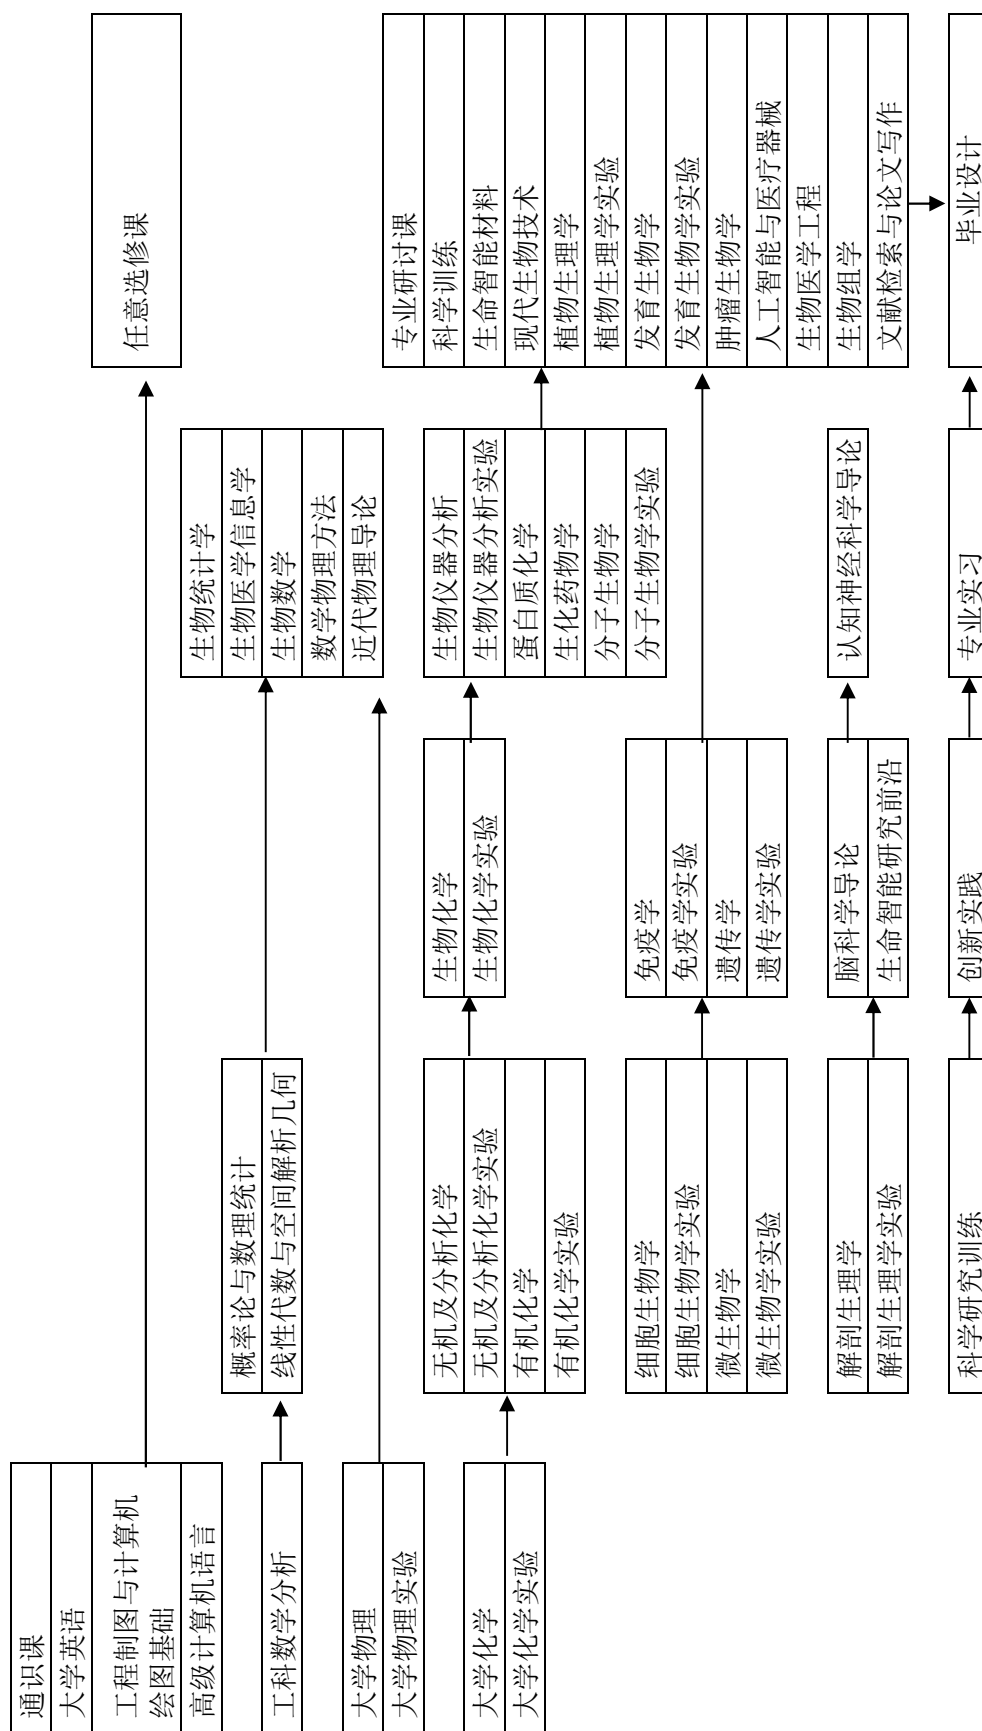 通识课
大学英语
工程制图与计算机
绘图基础
高级计算机语言
工科数学分析
大学物理
大学物理实验
大学化学
大学化学实验
概率论与数理统计
线性代数与空间解析几何
无机及分析化学
无机及分析化学实验
有机化学
有机化学实验
细胞生物学
细胞生物学实验
微生物学
微生物学实验
解剖生理学
解剖生理学实验
科学研究训练
生物化学
生物化学实验
免疫学
免疫学实验
遗传学
遗传学实验
脑科学导论
生命智能研究前沿
创新实践
生物统计学
生物医学信息学
生物数学
数学物理方法
近代物理导论
生物仪器分析
生物仪器分析实验
蛋白质化学
生化药物学
分子生物学
分子生物学实验
认知神经科学导论
专业实习
任意选修课
专业研讨课
科学训练
生命智能材料
现代生物技术
植物生理学
植物生理学实验
发育生物学
发育生物学实验
肿瘤生物学
人工智能与医疗器械
生物医学工程
生物组学
文献检索与论文写作
毕业设计